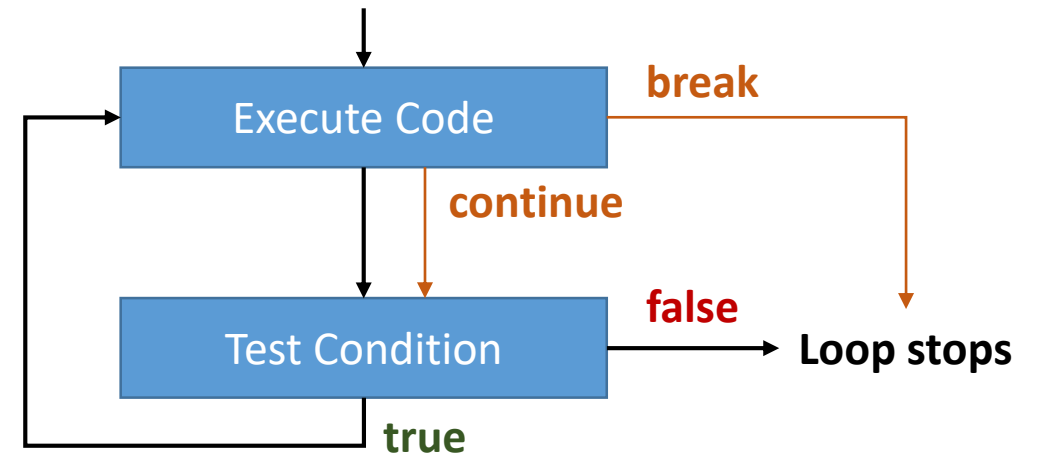 break
Execute Code
continue
false
Test Condition
Loop stops
true